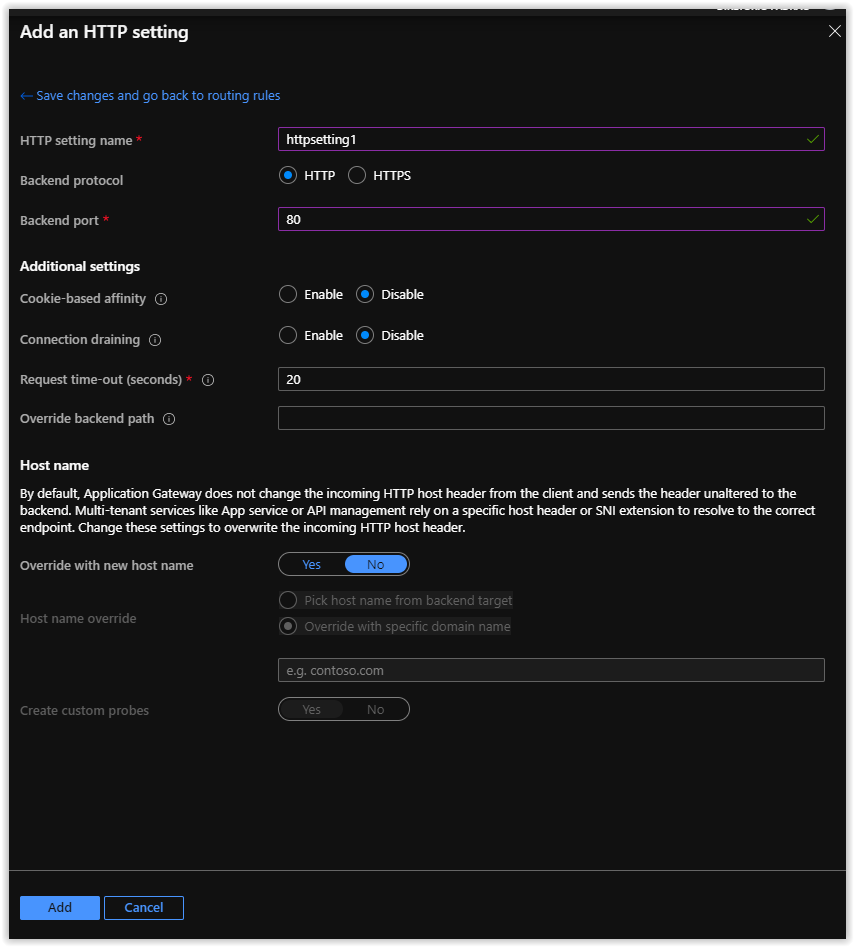 Add an HTTP setting
← Save changes and go back to routing rules
HTTP setting name *
httpsetting1
Backend protocol
HTTP
HTTPS
Backend port *
80
Additional settings
Cookie-based affinity
Enable
Disable
Connection draining
Enable
Disable
Request time-out (seconds) *
20
Override backend path
Host name
By default, Application Gateway does not change the incoming HTTP host header from the client and sends the header unaltered to the
backend. Multi-tenant services like App service or API management rely on a specific host header or SNI extension to resolve to the correct
endpoint. Change these settings to overwrite the incoming HTTP host header.
Override with new host name
Yes
No
Host name override
Pick host name from backend target
Override with specific domain name
e.g. contoso.com
Create custom probes
Yes
No
Add
Cancel